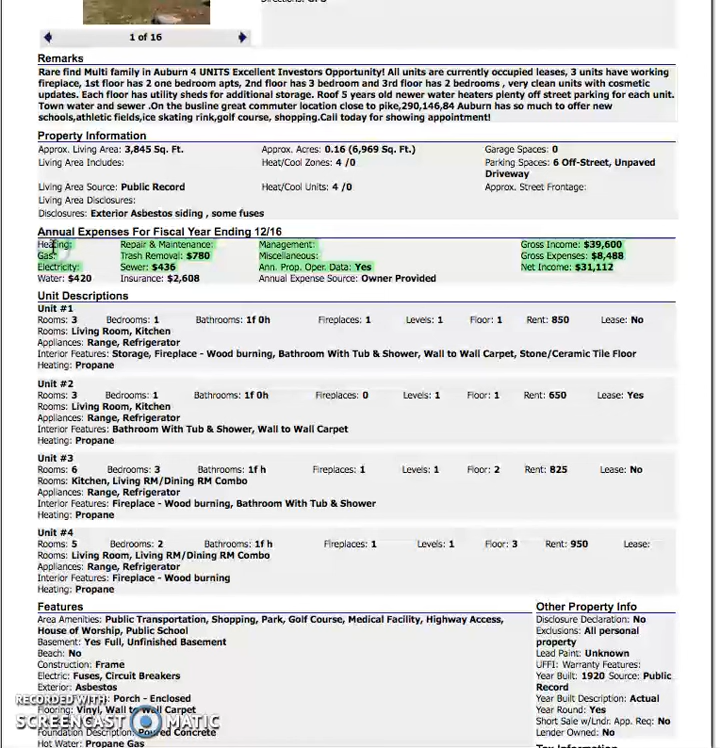 1 of 16
Remarks
Rare find Multi family in Auburn 4 UNITS Excellent Investors Opportunity! All units are currently occupied leases, 3 units have working
fireplace, 1st floor has 2 one bedroom apts, 2nd floor has 3 bedroom and 3rd floor has 2 bedrooms , very clean units with cosmetic
updates. Each floor has utility sheds for additional storage. Roof 5 years old newer water heaters plenty off street parking for each unit.
Town water and sewer .On the busline great commuter location close to pike,290,146,84 Auburn has so much to offer new
schools,athletic fields,ice skating rink,golf course, shopping.Call today for showing appointment!
Property Information
Approx. Living Area: 3,845 Sq. Ft. Approx. Acres: 0.16 (6,969 Sq. Ft.) Garage Spaces: 0
Living Area Includes: Heat/Cool Zones: 4 /0 Parking Spaces: 6 Off-Street, Unpaved
Driveway
Living Area Source: Public Record Heat/Cool Units: 4 /0 Approx. Street Frontage:
Living Area Disclosures:
Disclosures: Exterior Asbestos siding , some fuses
Annual Expenses For Fiscal Year Ending 12/16
Heating: Repair & Maintenance: Management: Gross Income: $39,600
Gas: Trash Removal: $780 Miscellaneous: Gross Expenses: $8,488
Electricity: Sewer: $436 Ann. Prop. Oper. Data: Yes Net Income: $31,112
Water: $420 Insurance: $2,608 Annual Expense Source: Owner Provided
Unit Descriptions
Unit #1
Rooms: 3 Bedrooms: 1 Bathrooms: 1f 0h Fireplaces: 1 Levels: 1 Floor: 1 Rent: 850 Lease: No
Rooms: Living Room, Kitchen
Appliances: Range, Refrigerator
Interior Features: Storage, Fireplace - Wood burning, Bathroom With Tub & Shower, Wall to Wall Carpet, Stone/Ceramic Tile Floor
Heating: Propane
Unit #2
Rooms: 3 Bedrooms: 1 Bathrooms: 1f 0h Fireplaces: 0 Levels: 1 Floor: 1 Rent: 650 Lease: Yes
Rooms: Living Room, Kitchen
Appliances: Range, Refrigerator
Interior Features: Bathroom With Tub & Shower, Wall to Wall Carpet
Heating: Propane
Unit #3
Rooms: 6 Bedrooms: 3 Bathrooms: 1f h Fireplaces: 1 Levels: 1 Floor: 2 Rent: 825 Lease: No
Rooms: Kitchen, Living RM/Dining RM Combo
Appliances: Range, Refrigerator
Interior Features: Fireplace - Wood burning, Bathroom With Tub & Shower
Heating: Propane
Unit #4
Rooms: 5 Bedrooms: 2 Bathrooms: 1f h Fireplaces: 1 Levels: 1 Floor: 3 Rent: 950 Lease:
Rooms: Living Room, Living RM/Dining RM Combo
Appliances: Range, Refrigerator
Interior Features: Fireplace - Wood burning
Heating: Propane
Features
Area Amenities: Public Transportation, Shopping, Park, Golf Course, Medical Facility, Highway Access,
House of Worship, Public School
Basement: Yes Full, Unfinished Basement
Beach: No
Construction: Frame
Electric: Fuses, Circuit Breakers
Exterior: Asbestos
Porch - Enclosed
Flooring: Vinyl, Wall to Wall Carpet
Foundation Description: Poured Concrete
Hot Water: Propane Gas
Other Property Info
Disclosure Declaration: No
Exclusions: All personal
property
Lead Paint: Unknown
UFFI: Warranty Features:
Year Built: 1920 Source: Public
Record
Year Built Description: Actual
Year Round: Yes
Short Sale w/Lndr. App. Req: No
Lender Owned: No
RECORDED WITH
SCREENCAST MATIC